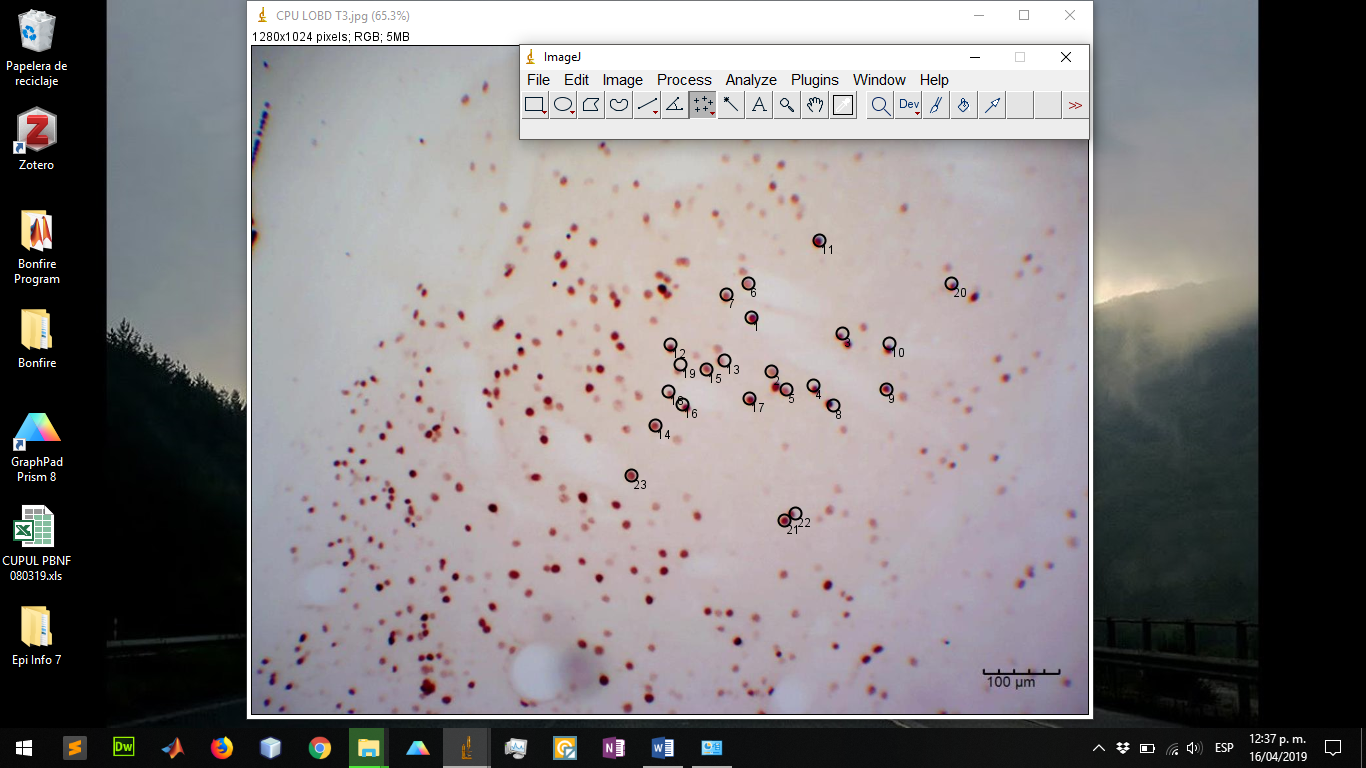 Papelera de
reciclaje
Zotero
Bonfire
Program
Bonfire
GraphPad
Prism 8
CUPUL PBNF
080319.xls
Epi Info 7
CPU LOBD T3.jpg (65.3%)
1280x1024 pixels; RGB; 5MB
ImageJ
File Edit Image Process Analyze Plugins Window Help
A Dev >>
11
6
20
7
1
3
10
12
13
19
15
2
4
5
9
18
16
17
8
14
23
22
21
100 µm
Dw
N
W
ESP
12:37 p. m.
16/04/2019